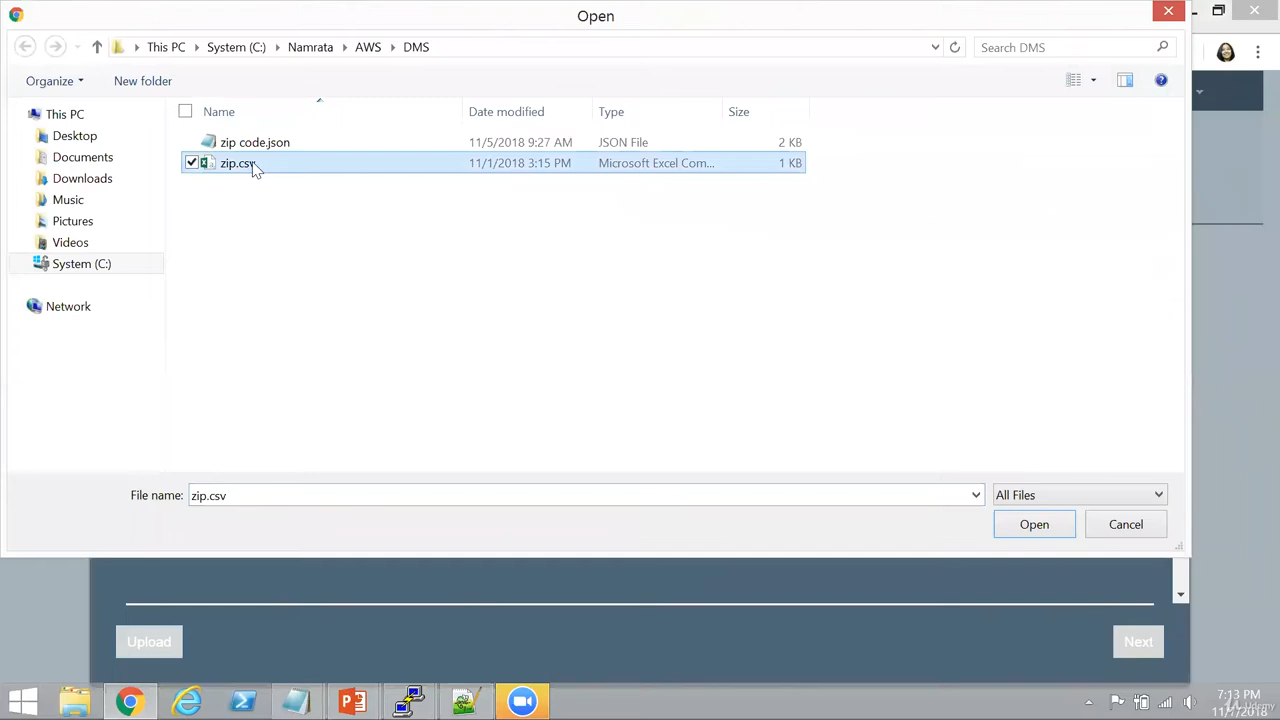 Open
This PC
System (C:)
Namrata
AWS
DMS
Search DMS
Organize
New folder
Name
Date modified
Type
Size
zip code.json
11/5/2018 9:27 AM
JSON File
2 KB
zip.csv
11/1/2018 3:15 PM
Microsoft Excel Com...
1 KB
This PC
Desktop
Documents
Downloads
Music
Pictures
Videos
System (C:)
Network
File name:
zip.csv
All Files
Open
Cancel
Upload
Next
7:13 PM
11/7/2018
Udemy